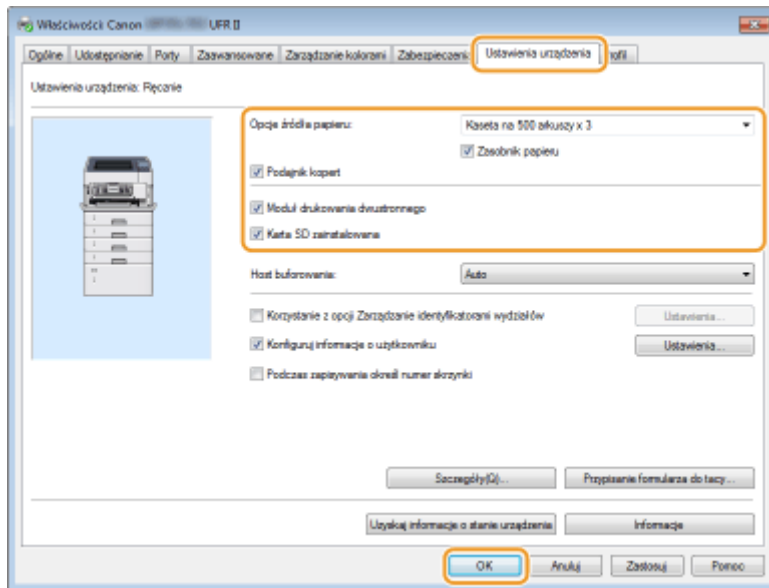 Właściwości Canon UFR II
Ogólne Udostępnianie Porty Zaawansowane Zarządzanie kolorami Zabezpieczeni Ustawienia urządzenia rofil
Ustawienia urządzenia: Ręcznie
Opcje źródła papieru: Kaseta na 500 arkuszy x 3
Zasobnik papieru
Podajnik kopert
Moduł drukowania dwustronnego
Karta SD zainstalowana
Host buforowania: Auto
Korzystanie z opcji Zarządzanie identyfikatorami wydziałów Ustawienia...
Konfiguruj informacje o użytkowniku Ustawienia...
Podczas zapisywania określ numer skrzynki
Szczegóły(Q)... Przypisanie formularza do tacy...
Uzyskaj informacje o stanie urządzenia Informacje
OK Anuluj Zastosuj Pomoc